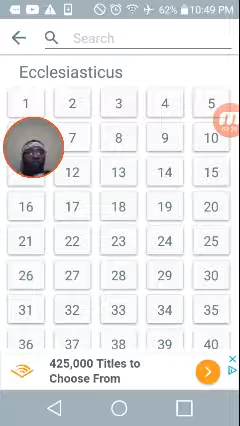 62% 10:49 PM
Search
Ecclesiasticus
1 2 3 4 5
7 8 9 10
12 13 14 15
16 17 18 19 20
21 22 23 24 25
26 27 28 29 30
31 32 33 34 35
36 37 38 39 40
425,000 Titles to
Choose From